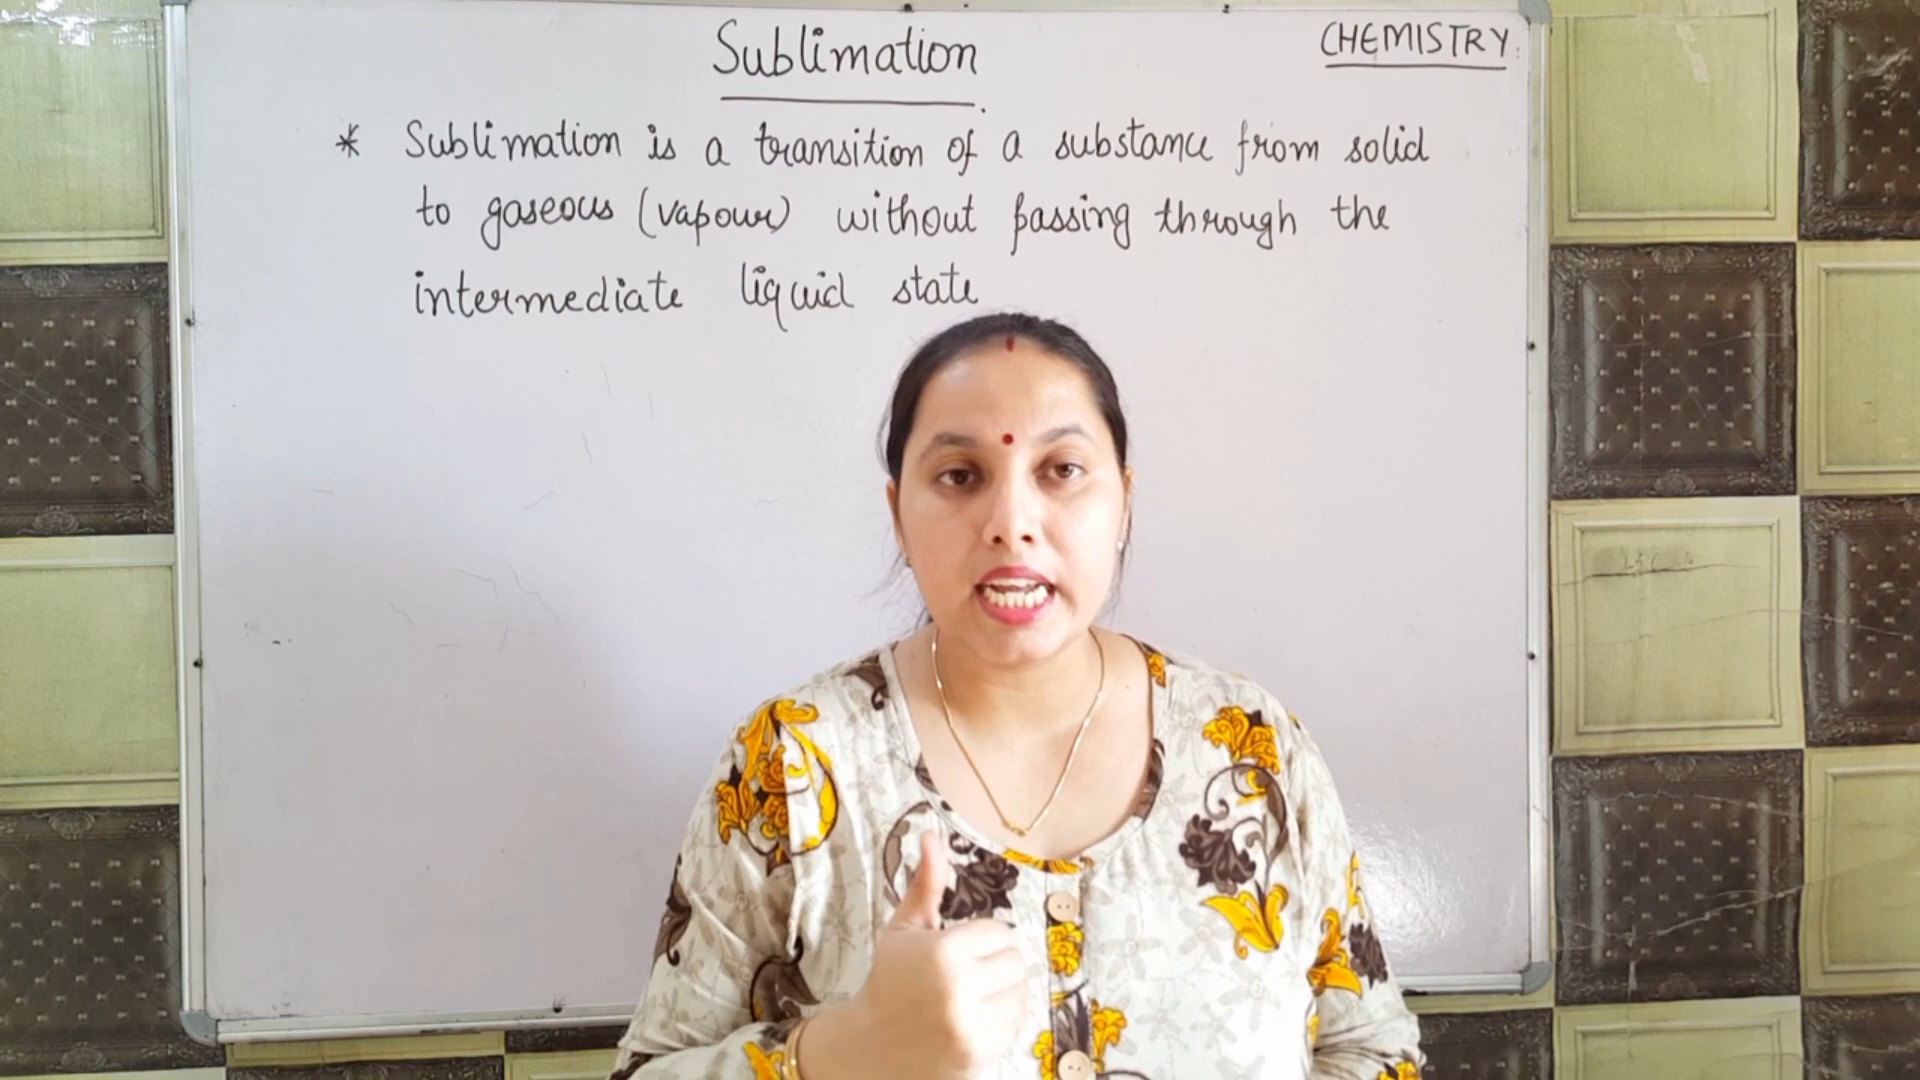 Sublimation
CHEMISTRY
* Sublimation is a transition of a substance from solid
to gaseous (vapour) without passing through the
intermediate liquid state